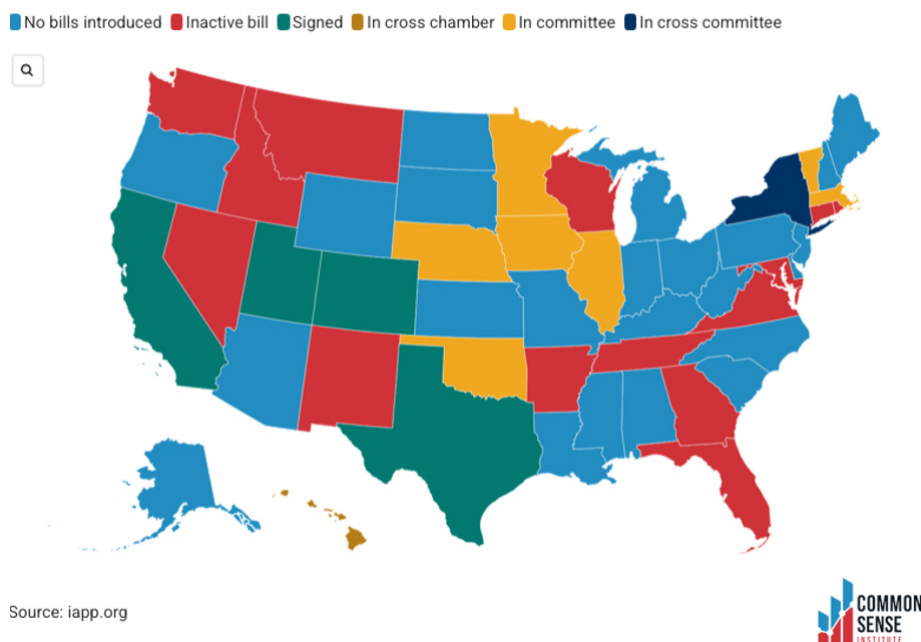 No bills introduced Inactive bill Signed In cross chamber In committee In cross committee
Source: iapp.org
COMMON
SENSE
INSTITUTE